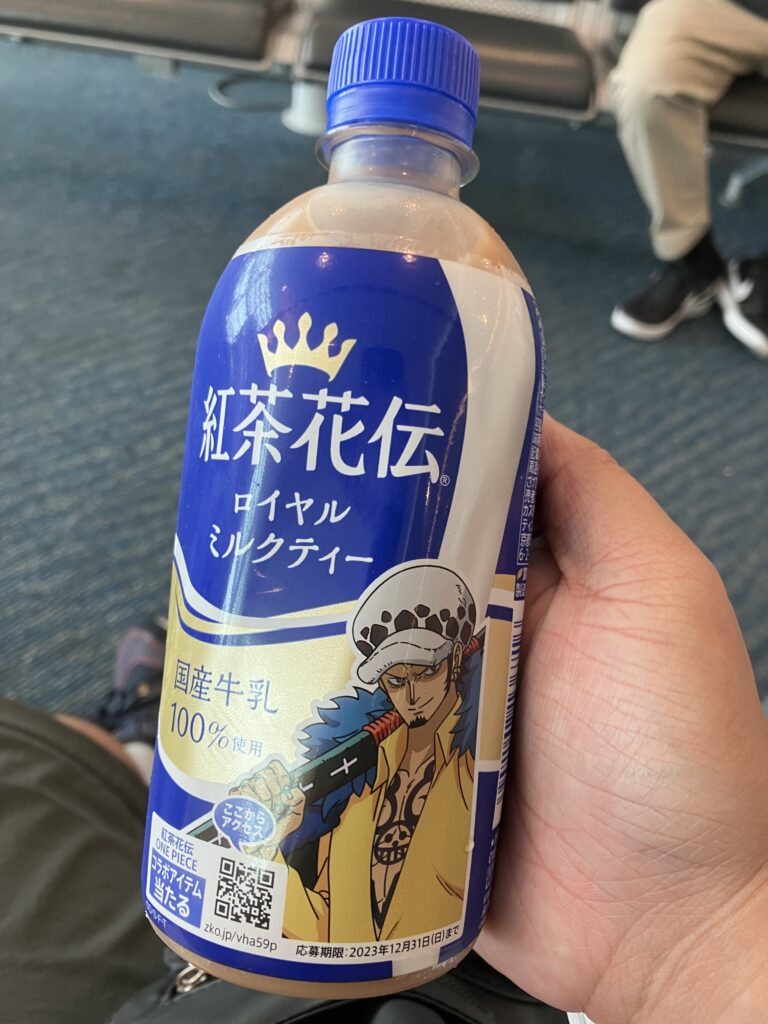 紅茶花伝®
ロイヤル
ミルクティー
国産牛乳
100%使用
ここから
アクセス
紅茶花伝
ONE PIECE
コラボアイテム
当たる
zko.jp/vha59p
応募期限:2023年12月31日(日)まで